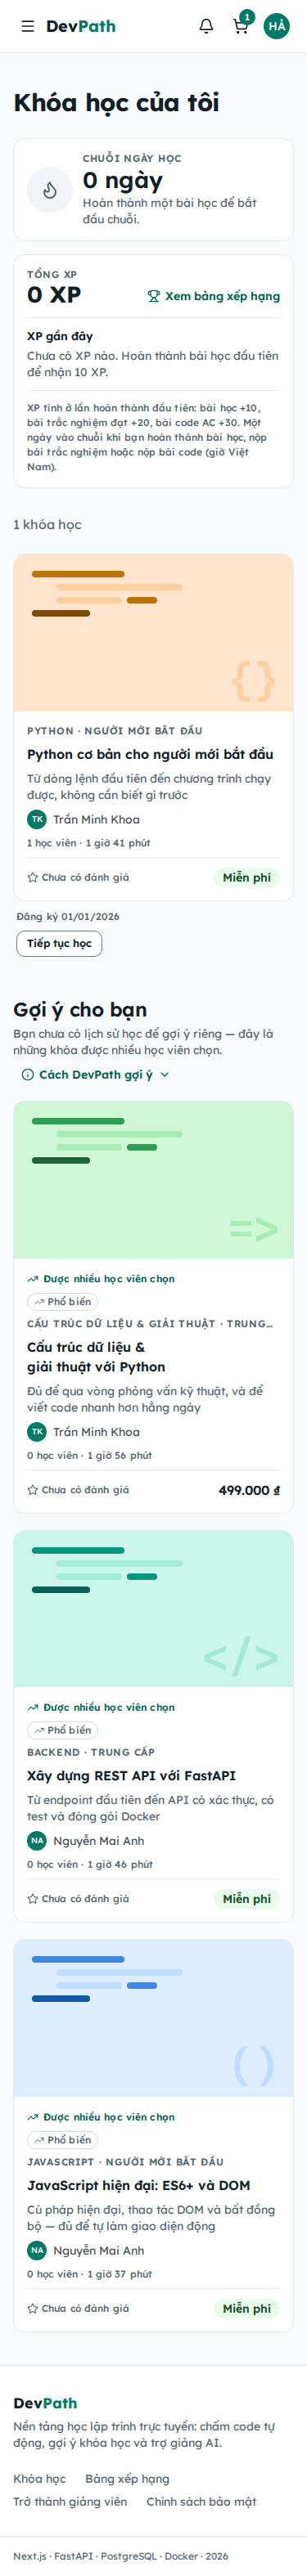 DevPath
1
HÀ
Khóa học của tôi
CHUỖI NGÀY HỌC
0 ngày
Hoàn thành một bài học để bắt
đầu chuỗi.
TỔNG XP
0 XP
Xem bảng xếp hạng
XP gần đây
Chưa có XP nào. Hoàn thành bài học đầu tiên
để nhận 10 XP.
XP tính ở lần hoàn thành đầu tiên: bài học +10,
bài trắc nghiệm đạt +20, bài code AC +30. Một
ngày vào chuỗi khi bạn hoàn thành bài học, nộp
bài trắc nghiệm hoặc nộp bài code (giờ Việt
Nam).
1 khóa học
{}
PYTHON · NGƯỜI MỚI BẮT ĐẦU
Python cơ bản cho người mới bắt đầu
Từ dòng lệnh đầu tiên đến chương trình chạy
được, không cần biết gì trước
TK Trần Minh Khoa
1 học viên · 1 giờ 41 phút
Chưa có đánh giá
Miễn phí
Đăng ký 01/01/2026
Tiếp tục học
Gợi ý cho bạn
Bạn chưa có lịch sử học để gợi ý riêng — đây là
những khóa được nhiều học viên chọn.
Cách DevPath gợi ý
=>
Được nhiều học viên chọn
Phổ biến
CẤU TRÚC DỮ LIỆU & GIẢI THUẬT · TRUNG…
Cấu trúc dữ liệu &
giải thuật với Python
Đủ để qua vòng phỏng vấn kỹ thuật, và để
viết code nhanh hơn hằng ngày
TK Trần Minh Khoa
0 học viên · 1 giờ 56 phút
Chưa có đánh giá
499.000 ₫
</>
Được nhiều học viên chọn
Phổ biến
BACKEND · TRUNG CẤP
Xây dựng REST API với FastAPI
Từ endpoint đầu tiên đến API có xác thực, có
test và đóng gói Docker
NA Nguyễn Mai Anh
0 học viên · 1 giờ 46 phút
Chưa có đánh giá
Miễn phí
()
Được nhiều học viên chọn
Phổ biến
JAVASCRIPT · NGƯỜI MỚI BẮT ĐẦU
JavaScript hiện đại: ES6+ và DOM
Cú pháp hiện đại, thao tác DOM và bất đồng
bộ — đủ để tự làm giao diện động
NA Nguyễn Mai Anh
0 học viên · 1 giờ 37 phút
Chưa có đánh giá
Miễn phí
DevPath
Nền tảng học lập trình trực tuyến: chấm code tự
động, gợi ý khóa học và trợ giảng AI.
Khóa học
Bảng xếp hạng
Trở thành giảng viên
Chính sách bảo mật
Next.js · FastAPI · PostgreSQL · Docker · 2026